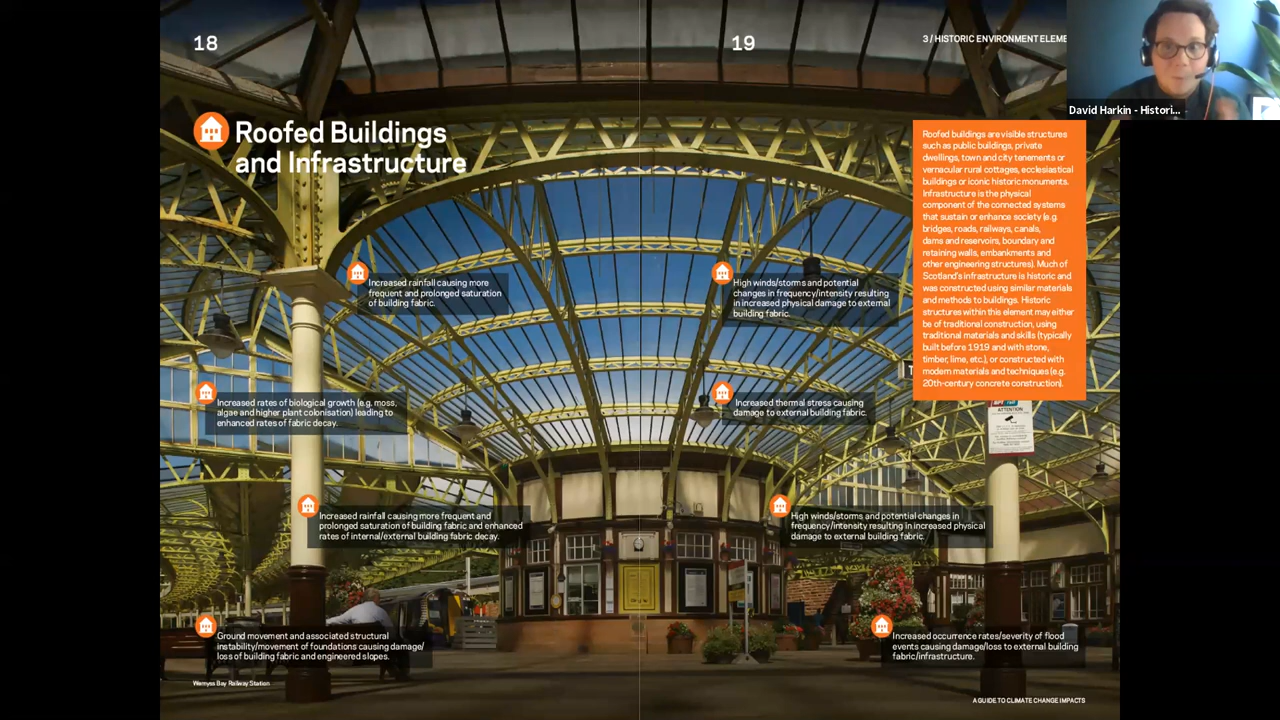 18
19
3 / HISTORIC ENVIRONMENT ELEME
David Harkin - Histori...
Roofed Buildings
and Infrastructure
Roofed buildings are visible structures
such as public buildings, private
dwellings, town and city tenements or
vernacular rural cottages, ecclesiastical
buildings or iconic historic monuments.
Infrastructure is the physical
component of the connected systems
that sustain or enhance society (e.g.
bridges, roads, railways, canals,
dams and reservoirs, boundary and
retaining walls, embankments and
other engineering structures). Much of
Scotland's infrastructure is historic and
was constructed using similar materials
and methods to buildings. Historic
structures within this element may either
be of traditional construction, using
traditional materials and skills (typically
built before 1919 and with stone,
timber, lime, etc.), or constructed with
modern materials and techniques (e.g.
20th-century concrete construction).
Increased rainfall causing more
frequent and prolonged saturation
of building fabric.
High winds/storms and potential
changes in frequency/intensity resulting
in increased physical damage to external
building fabric.
Increased rates of biological growth (e.g. moss,
algae and higher plant colonisation) leading to
enhanced rates of fabric decay.
Increased thermal stress causing
damage to external building fabric.
ATTENTION
Increased rainfall causing more frequent and
prolonged saturation of building fabric and enhanced
rates of internal/external building fabric decay.
High winds/storms and potential changes in
frequency/intensity resulting in increased physical
damage to external building fabric.
Ground movement and associated structural
instability/movement of foundations causing damage/
loss of building fabric and engineered slopes.
Increased occurrence rates/severity of flood
events causing damage/loss to external building
fabric/infrastructure.
Wemyss Bay Railway Station
A GUIDE TO CLIMATE CHANGE IMPACTS